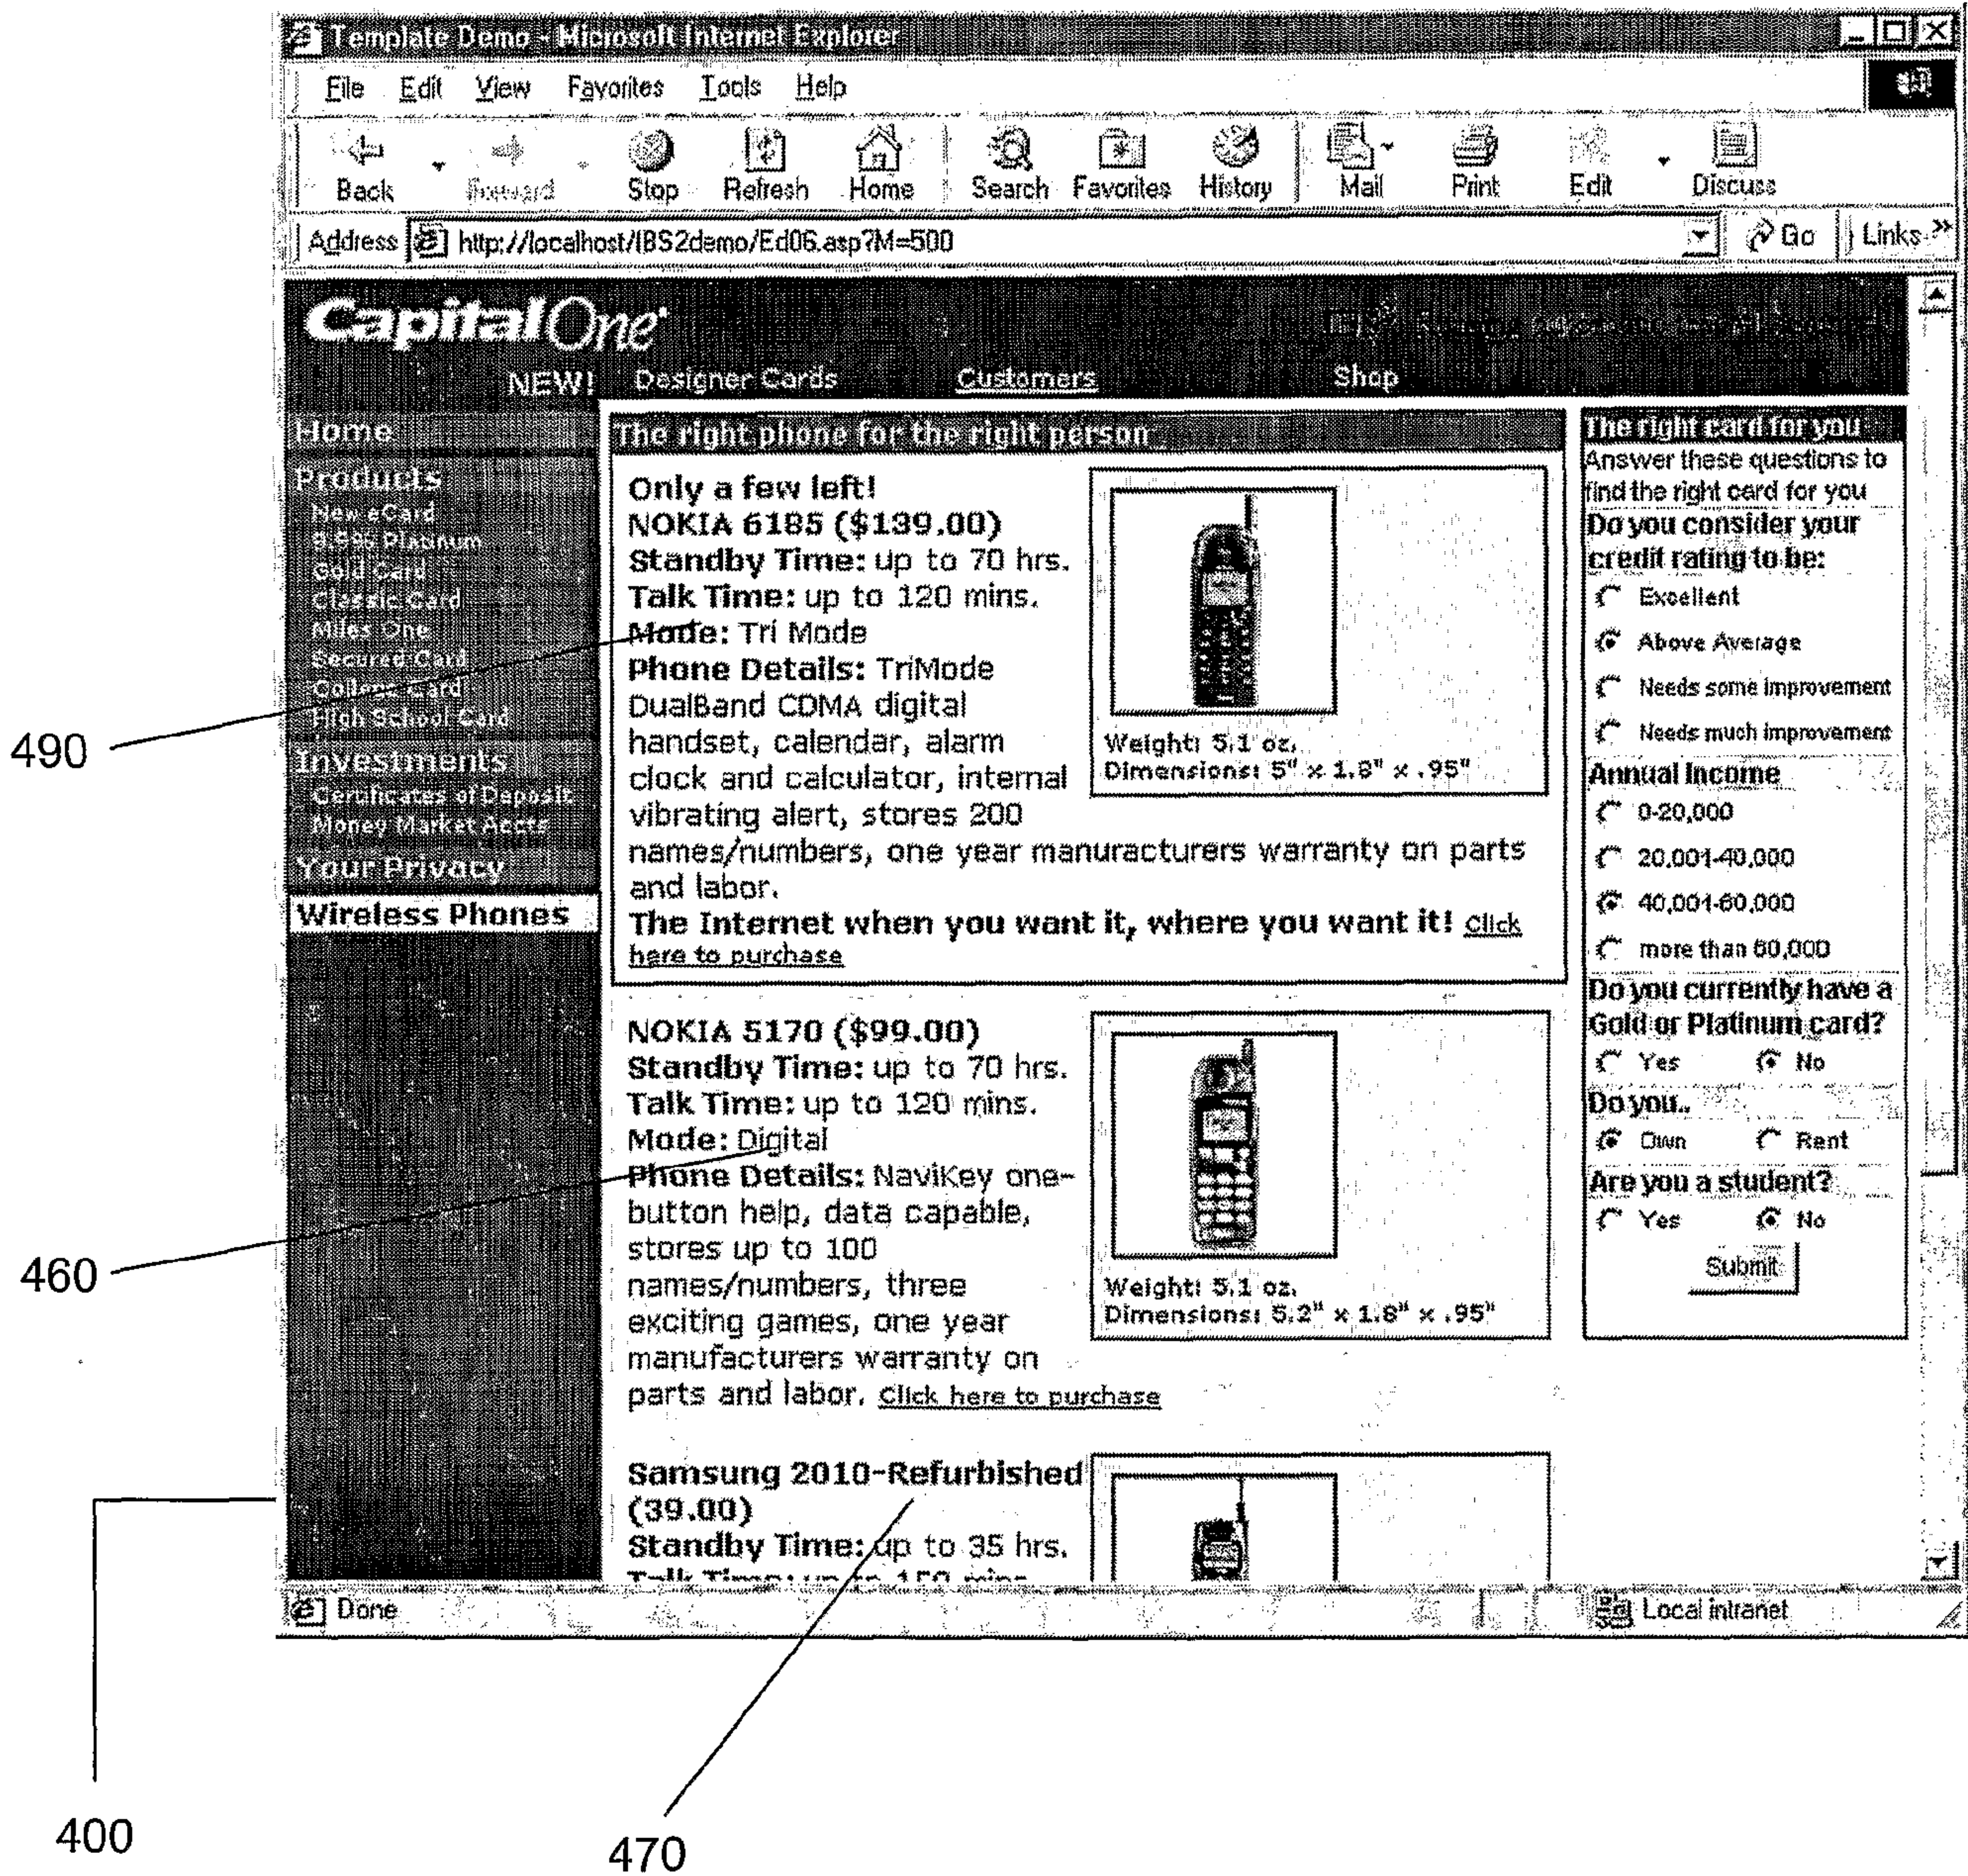 Template Demo - Microsoft Internet Explorer
File Edit View Favorites Tools Help
Back Forward Stop Refresh Home Search Favorites History Mail Print Edit Discuss
Address http://localhost/IBS2demo/Ed06.asp?M=500 Go Links »
CapitalOne
NEW! Designer Cards Customers Shop
Home
Products
New eCard
9.9% Platinum
Gold Card
Classic Card
Miles One
Secured Card
College Card
High School Card
Investments
Certificates of Deposit
Money Market Accts
Your Privacy
Wireless Phones
The right phone for the right person
Only a few left!
NOKIA 6185 ($139.00)
Standby Time: up to 70 hrs.
Talk Time: up to 120 mins.
Mode: Tri Mode
Phone Details: TriMode
DualBand CDMA digital
handset, calendar, alarm
clock and calculator, internal
vibrating alert, stores 200
names/numbers, one year manuracturers warranty on parts
and labor.
The Internet when you want it, where you want it! Click
here to purchase
Weight: 5.1 oz.
Dimensions: 5" x 1.8" x .95"
NOKIA 5170 ($99.00)
Standby Time: up to 70 hrs.
Talk Time: up to 120 mins.
Mode: Digital
Phone Details: NaviKey one-
button help, data capable,
stores up to 100
names/numbers, three
exciting games, one year
manufacturers warranty on
parts and labor. Click here to purchase
Weight: 5.1 oz.
Dimensions: 5.2" x 1.8" x .95"
Samsung 2010-Refurbished
(39.00)
Standby Time: up to 35 hrs.
Talk Time: up to 150 mins.
The right card for you
Answer these questions to
find the right card for you
Do you consider your
credit rating to be:
Excellent
Above Average
Needs some improvement
Needs much improvement
Annual Income
0-20,000
20,001-40,000
40,001-60,000
more than 60,000
Do you currently have a
Gold or Platinum card?
Yes No
Do you..
Own Rent
Are you a student?
Yes No
Submit
Done Local intranet
490
460
400
470